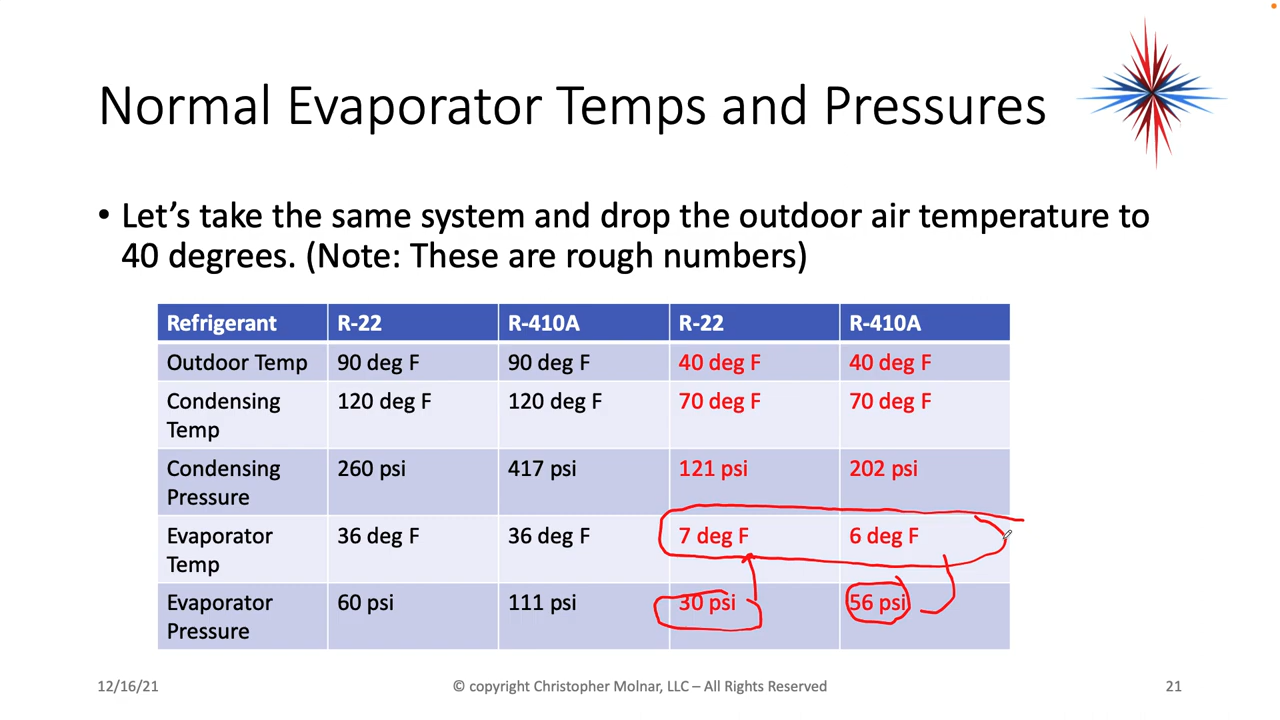 Normal Evaporator Temps and Pressures
• Let's take the same system and drop the outdoor air temperature to
40 degrees. (Note: These are rough numbers)
Refrigerant R-22 R-410A R-22 R-410A
Outdoor Temp 90 deg F 90 deg F 40 deg F 40 deg F
Condensing 120 deg F 120 deg F 70 deg F 70 deg F
Temp
Condensing 260 psi 417 psi 121 psi 202 psi
Pressure
Evaporator 36 deg F 36 deg F 7 deg F 6 deg F
Temp
Evaporator 60 psi 111 psi 30 psi 56 psi
Pressure
12/16/21 © copyright Christopher Molnar, LLC – All Rights Reserved 21